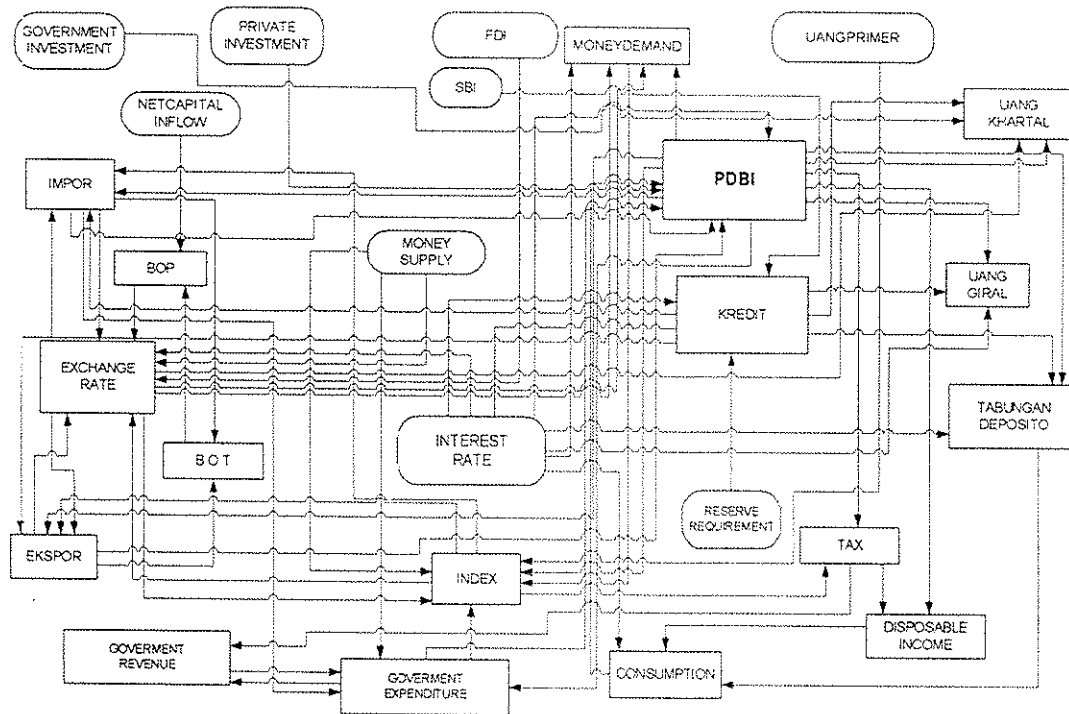 GOVERNMENT
INVESTMENT
PRIVATE
INVESTMENT
FDI
MONEYDEMAND
UANGPRIMER
SBI
NETCAPITAL
INFLOW
UANG
KHARTAL
IMPOR
PDBI
MONEY
SUPPLY
BOP
UANG
GIRAL
KREDIT
EXCHANGE
RATE
TABUNGAN
DEPOSITO
INTEREST
RATE
B O T
RESERVE
REQUIREMENT
EKSPOR
TAX
INDEX
GOVERMENT
REVENUE
DISPOSABLE
INCOME
GOVERMENT
EXPENDITURE
CONSUMPTION